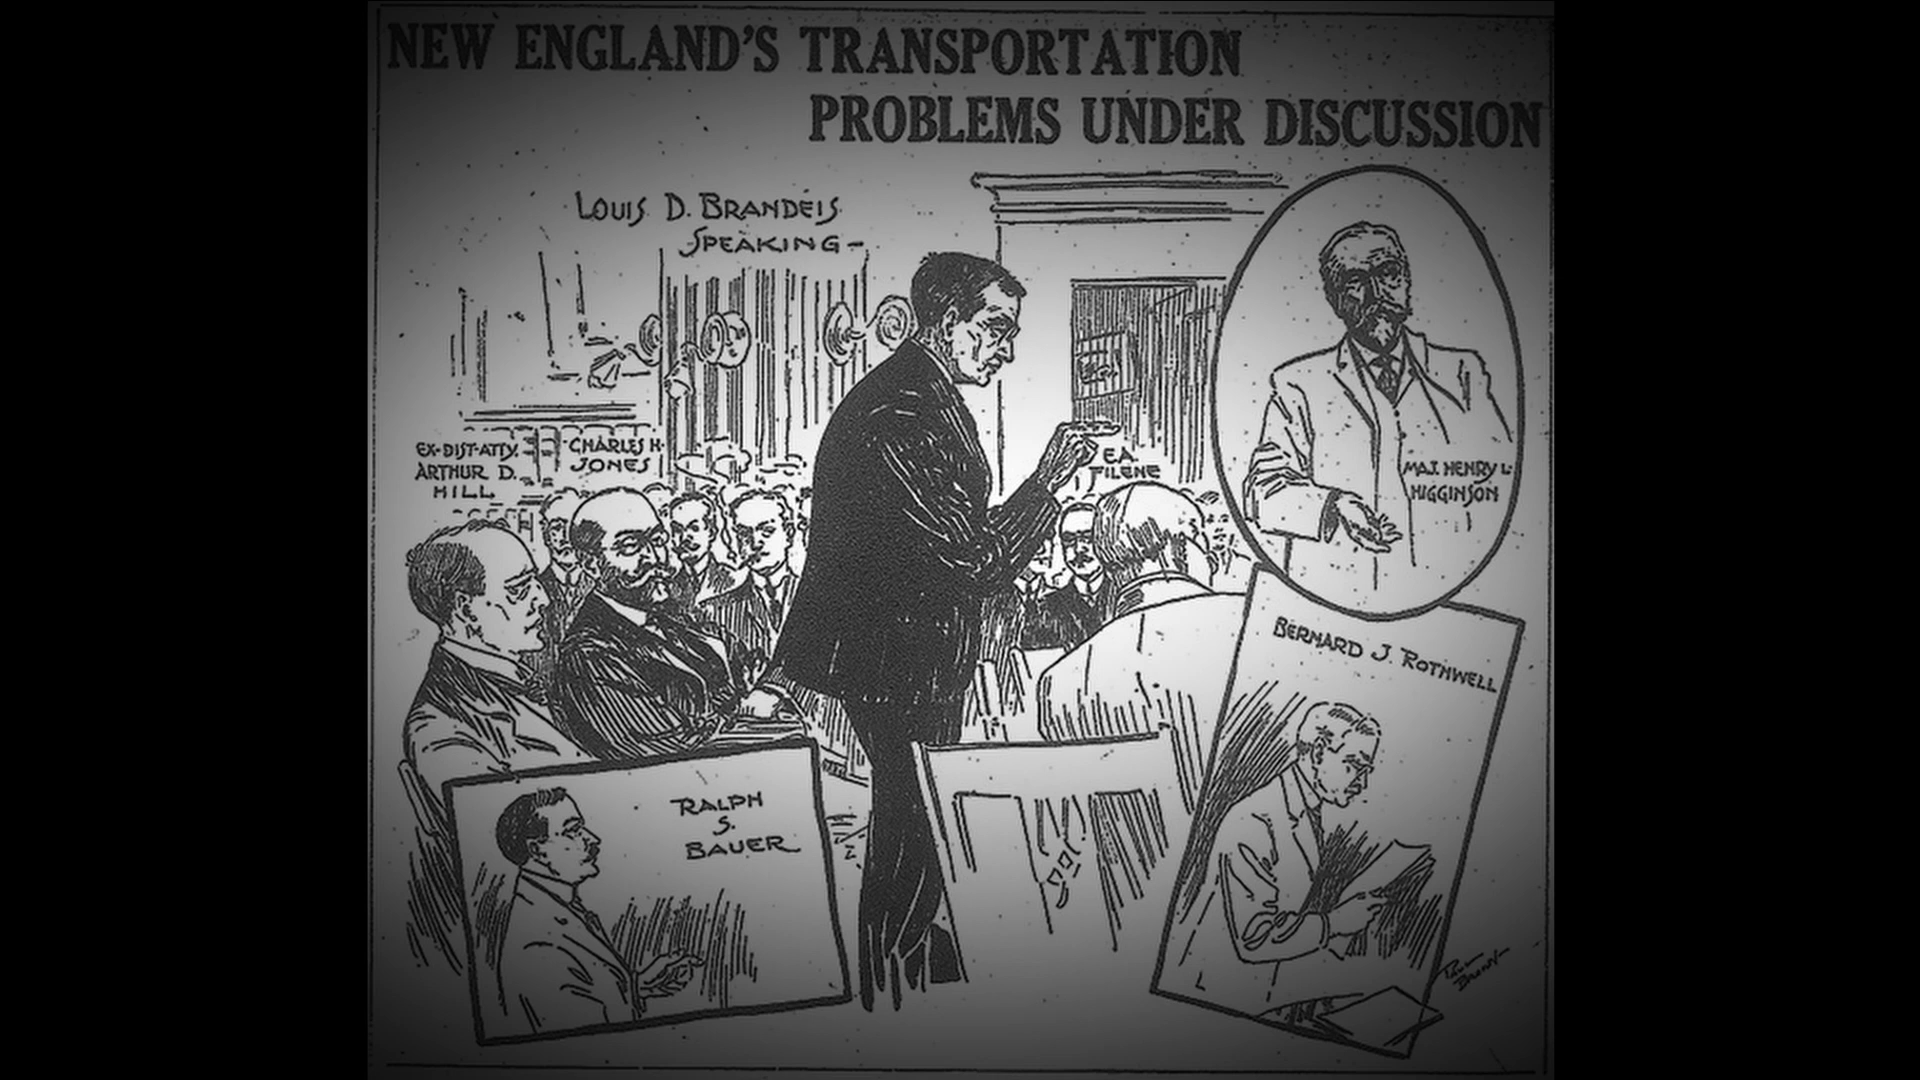 NEW ENGLAND'S TRANSPORTATION
PROBLEMS UNDER DISCUSSION
LOUIS D. BRANDEIS
SPEAKING-
EX-DIST-ATTY.
ARTHUR D.
HILL
CHARLES H.
JONES
E.A.
FILENE
MAJ. HENRY L.
HIGGINSON
BERNARD J. ROTHWELL
RALPH
S.
BAUER